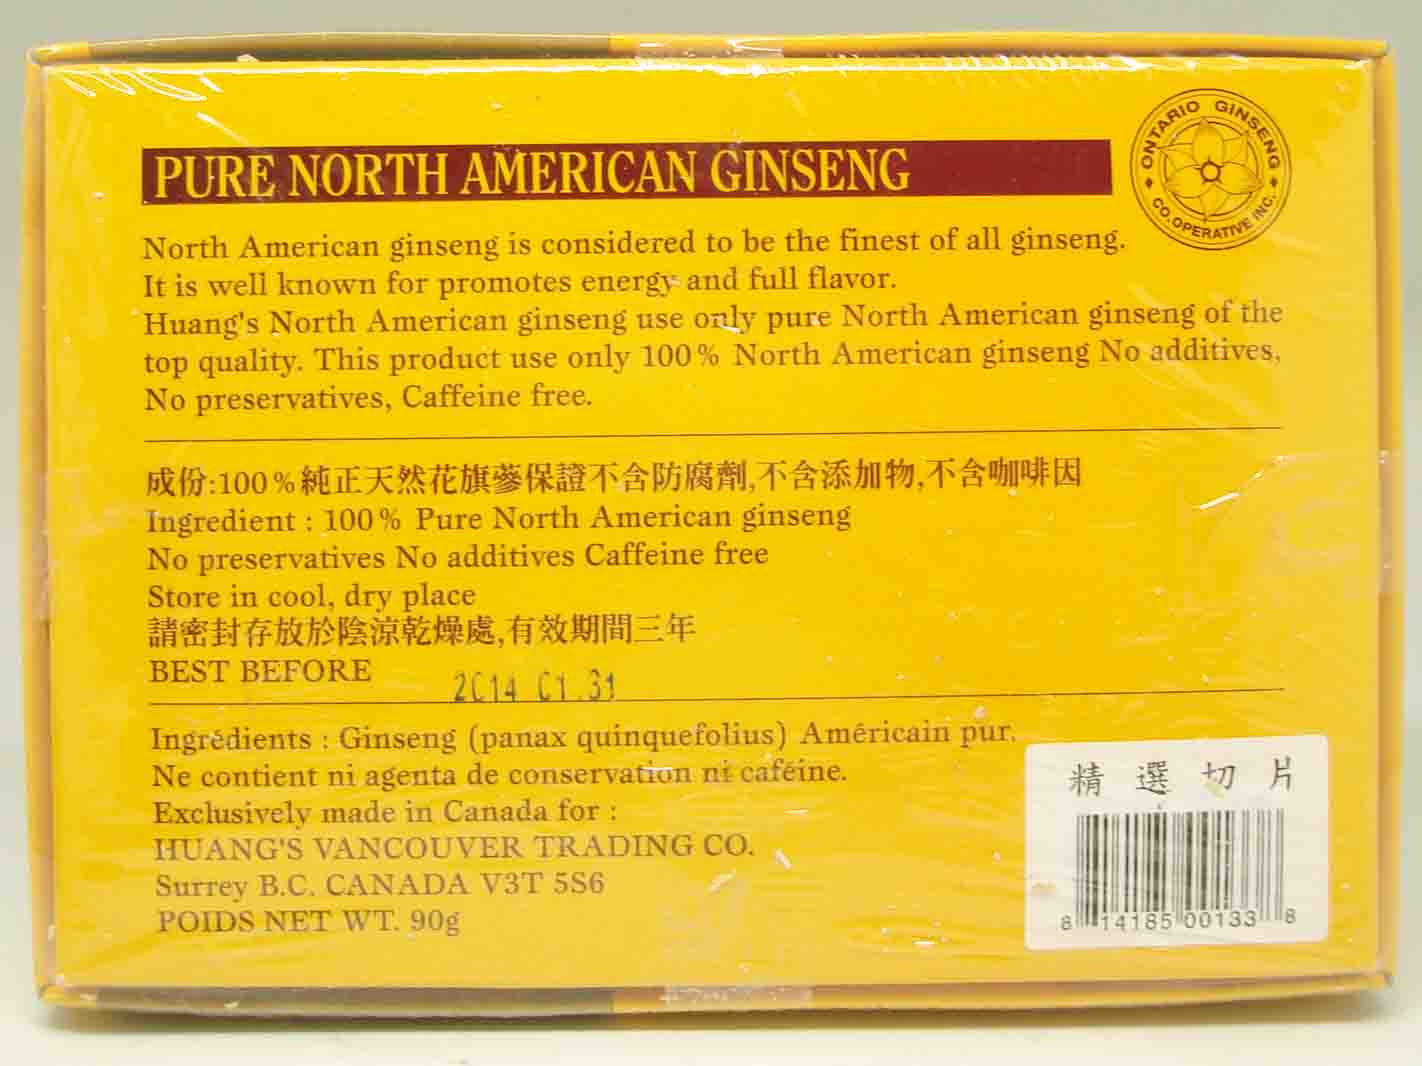 PURE NORTH AMERICAN GINSENG
ONTARIO GINSENG
CO.OPERATIVE INC.
North American ginseng is considered to be the finest of all ginseng.
It is well known for promotes energy and full flavor.
Huang's North American ginseng use only pure North American ginseng of the
top quality. This product use only 100% North American ginseng No additives,
No preservatives, Caffeine free.
成份:100%純正天然花旗蔘保證不含防腐劑,不含添加物,不含咖啡因
Ingredient : 100% Pure North American ginseng
No preservatives No additives Caffeine free
Store in cool, dry place
請密封存放於陰涼乾燥處,有效期間三年
BEST BEFORE
2014 01.31
Ingrédients : Ginseng (panax quinquefolius) Américain pur.
Ne contient ni agenta de conservation ni caféine.
Exclusively made in Canada for :
HUANG'S VANCOUVER TRADING CO.
Surrey B.C. CANADA V3T 5S6
POIDS NET WT. 90g
精選切片
8 14185 00133 8